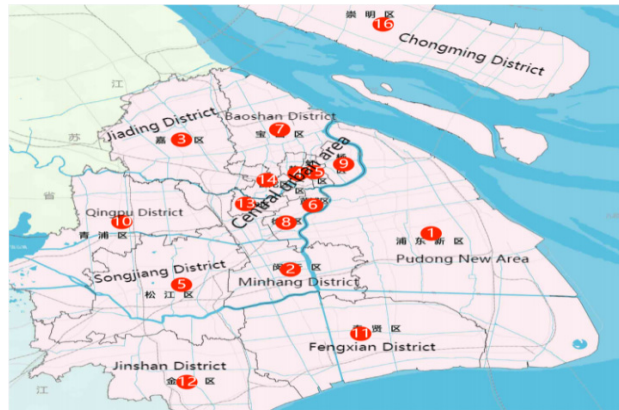 崇明区
16
Chongming District
江
苏
省
Jiading District
嘉 3 区
Baoshan District
宝 7 区
Central urban area
9
14
5
13
6
8
Qingpu District
10
青浦区
1
浦东新区
Pudong New Area
Songjiang District
5
松江区
2 区
Minhang District
11 贤 区
Fengxian District
Jinshan District
金 12 区
江